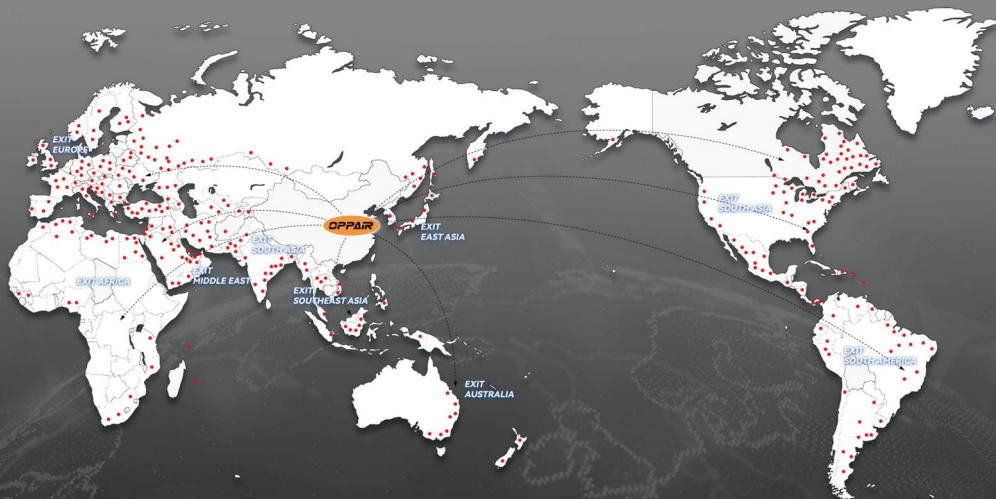 EXIT
EUROPE
EXIT
SOUTH ASIA
OPPAIR
EXIT
EAST ASIA
EXIT
SOUTH ASIA
EXIT AFRICA
EXIT
MIDDLE EAST
EXIT
SOUTHEAST ASIA
EXIT
SOUTH AMERICA
EXIT
AUSTRALIA